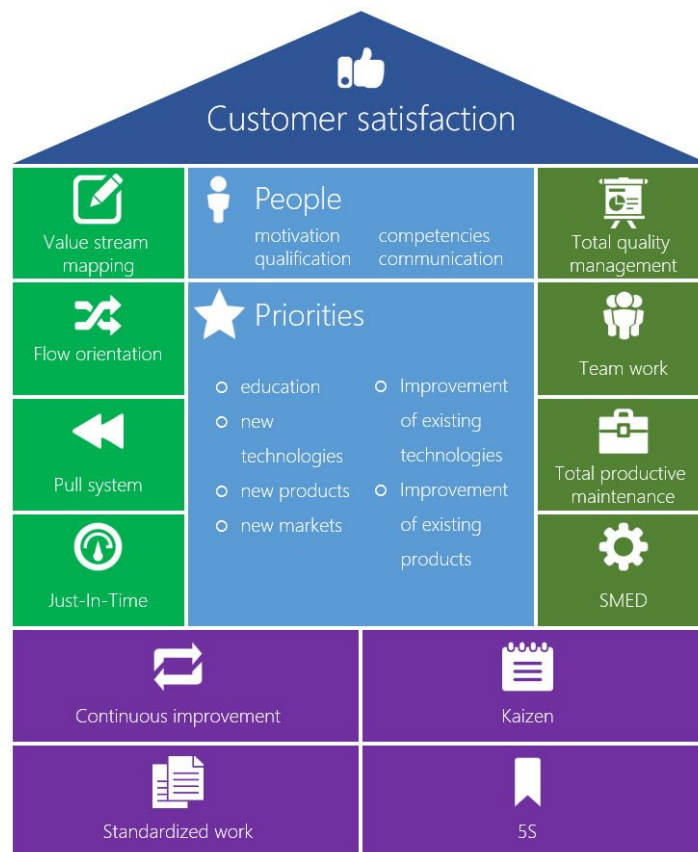 Customer satisfaction
Value stream
mapping
People
motivation competencies
qualification communication
Total quality
management
Flow orientation
Priorities
education
new
technologies
new products
new markets
Improvement
of existing
technologies
Improvement
of existing
products
Team work
Pull system
Total productive
maintenance
Just-In-Time
SMED
Continuous improvement
Kaizen
Standardized work
5S